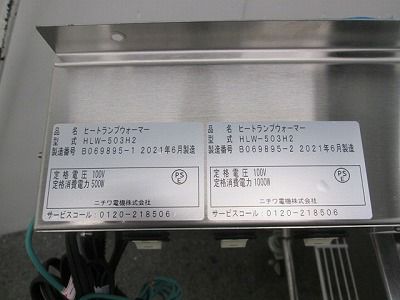 品 名 ヒートランプウォーマー
型 式 HLW-503H2
製造番号 B069895-1 2021年6月製造
定 格 電 圧 100V
定格消費電力 500W
PS
E
ニチワ電機株式会社
サービスコール：0120-218506
品 名 ヒートランプウォーマー
型 式 HLW-503H2
製造番号 B069895-2 2021年6月製造
定 格 電 圧 100V
定格消費電力 1000W
PS
E
ニチワ電機株式会社
サービスコール：0120-218506